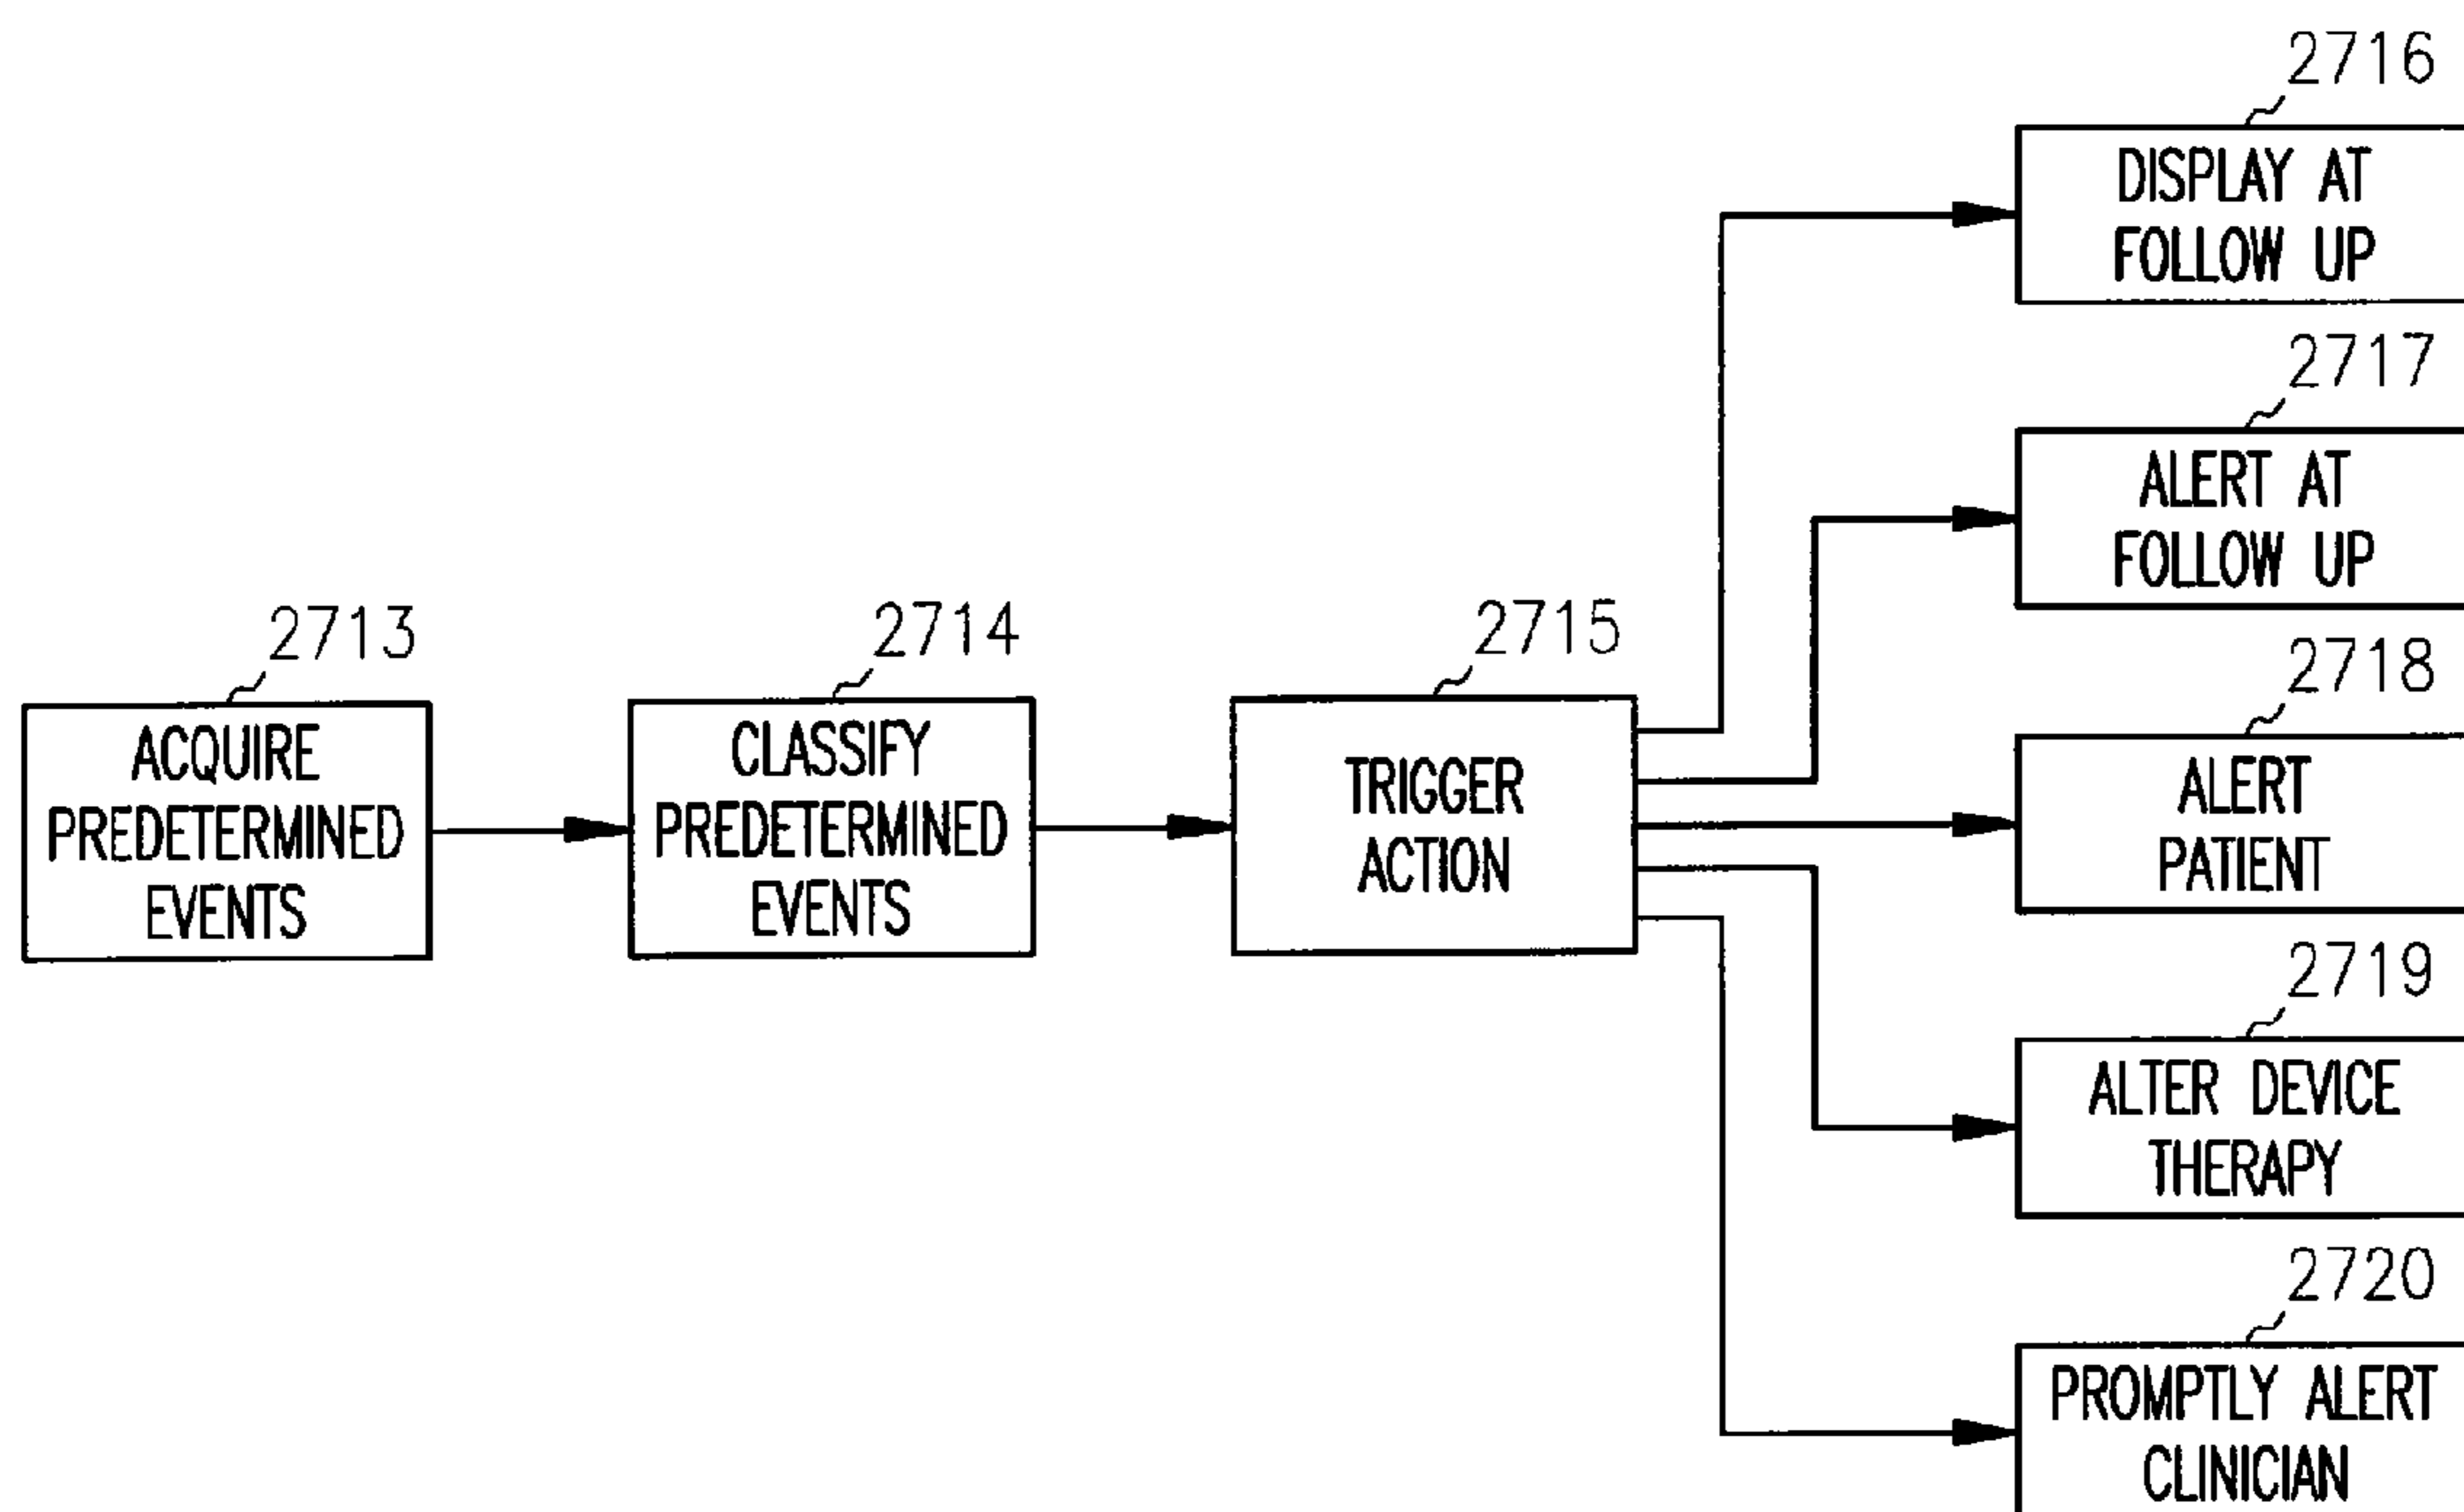 2716
DISPLAY AT
FOLLOW UP
2717
ALERT AT
FOLLOW UP
2713
ACQUIRE
PREDETERMINED
EVENTS
2714
CLASSIFY
PREDETERMINED
EVENTS
2715
TRIGGER
ACTION
2718
ALERT
PATIENT
2719
ALTER DEVICE
THERAPY
2720
PROMPTLY ALERT
CLINICIAN